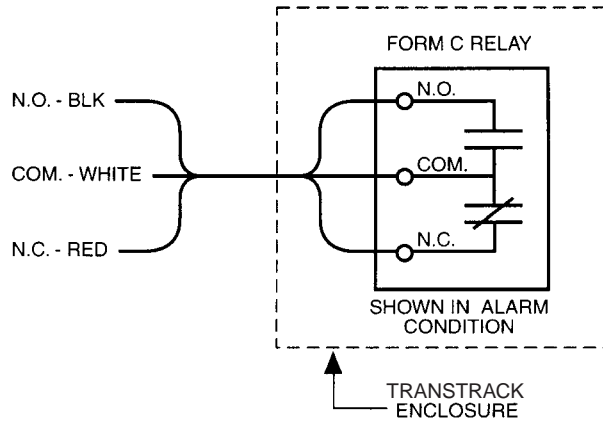 FORM C RELAY
N.O. - BLK
N.O.
COM. - WHITE
COM.
N.C. - RED
N.C.
SHOWN IN ALARM
CONDITION
TRANSTRACK
ENCLOSURE